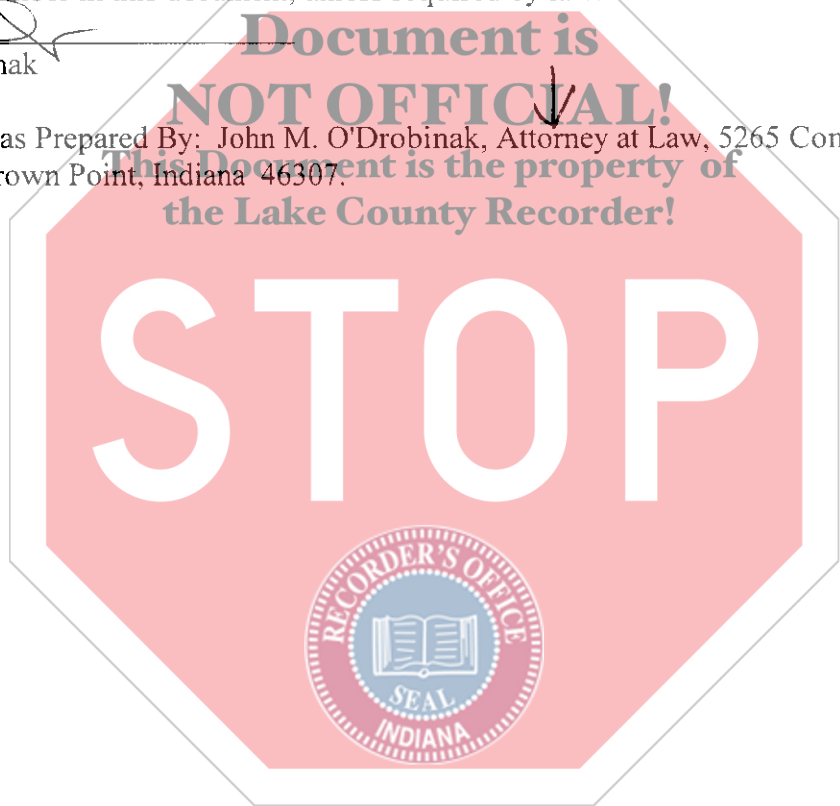 Document is
nak
NOT OFFICIAL!
as Prepared By: John M. O'Drobinak, Attorney at Law, 5265 Com
This Document is the property of
rown Point, Indiana 46307.
the Lake County Recorder!
STOP
RECORDER'S OFFICE
SEAL
INDIANA